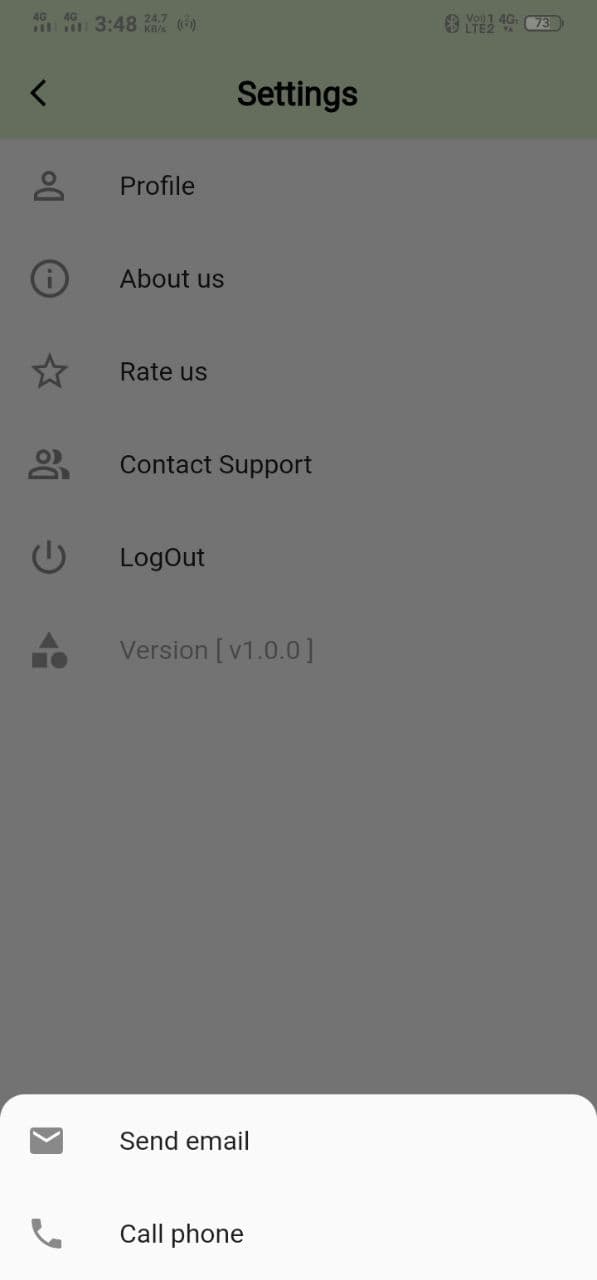 4G 4G 3:48 24.7 KB/s 2 Vo)) 1 LTE2 4G 73
Settings
Profile
About us
Rate us
Contact Support
LogOut
Version [ v1.0.0 ]
Send email
Call phone